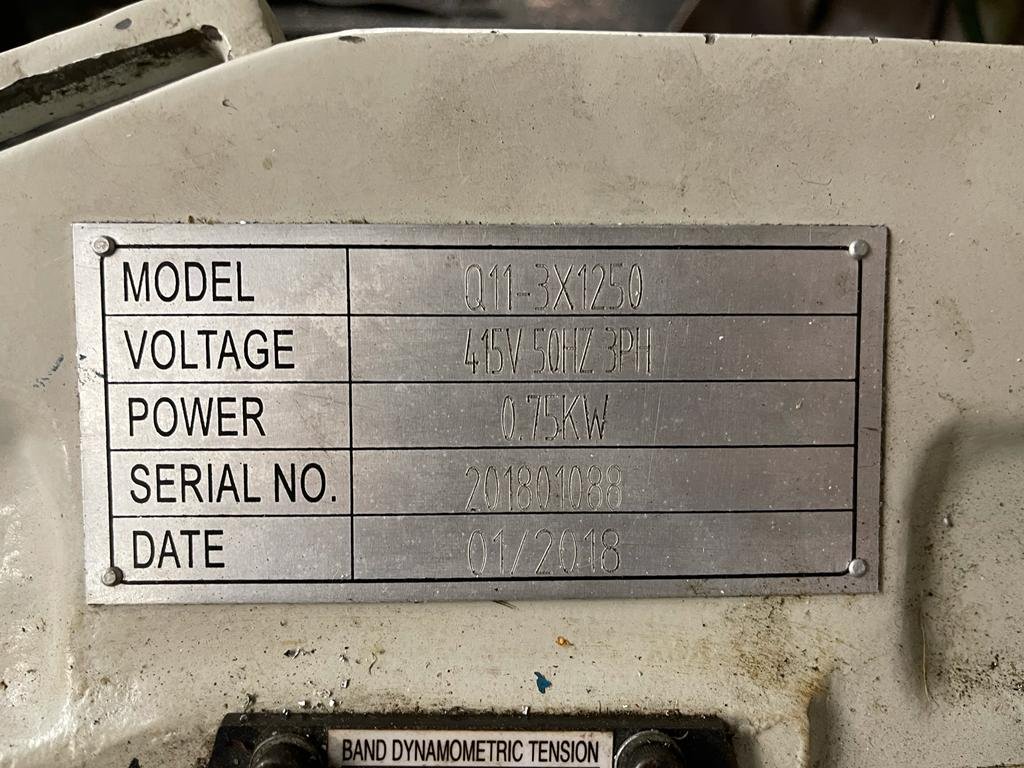 MODEL Q11-3X1250
VOLTAGE 415V 50HZ 3PH
POWER 0.75KW
SERIAL NO. 201801088
DATE 01/2018
BAND DYNAMOMETRIC TENSION